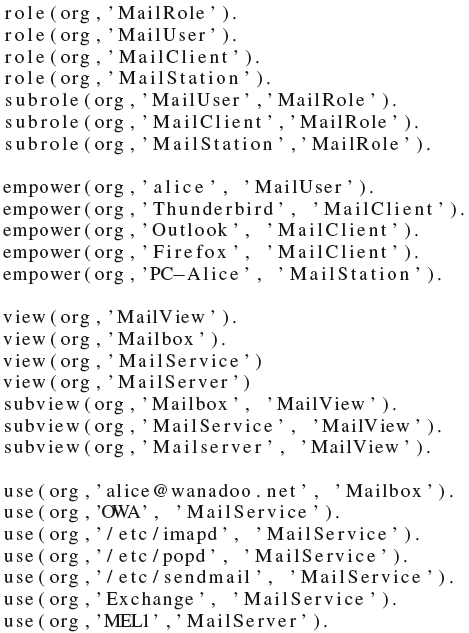 role(org,'MailRole').
role(org,'MailUser').
role(org,'MailClient').
role(org,'MailStation').
subrole(org,'MailUser','MailRole').
subrole(org,'MailClient','MailRole').
subrole(org,'MailStation','MailRole').

empower(org,'alice', 'MailUser').
empower(org,'Thunderbird', 'MailClient').
empower(org,'Outlook', 'MailClient').
empower(org,'Firefox', 'MailClient').
empower(org,'PC−Alice', 'MailStation').

view(org,'MailView').
view(org,'Mailbox').
view(org,'MailService')
view(org,'MailServer')
subview(org,'Mailbox', 'MailView').
subview(org,'MailService', 'MailView').
subview(org,'Mailserver', 'MailView').

use(org,'alice@wanadoo.net', 'Mailbox').
use(org,'OWA', 'MailService').
use(org,'/etc/imapd', 'MailService').
use(org,'/etc/popd', 'MailService').
use(org,'/etc/sendmail', 'MailService').
use(org,'Exchange', 'MailService').
use(org,'MEL1','MailServer').